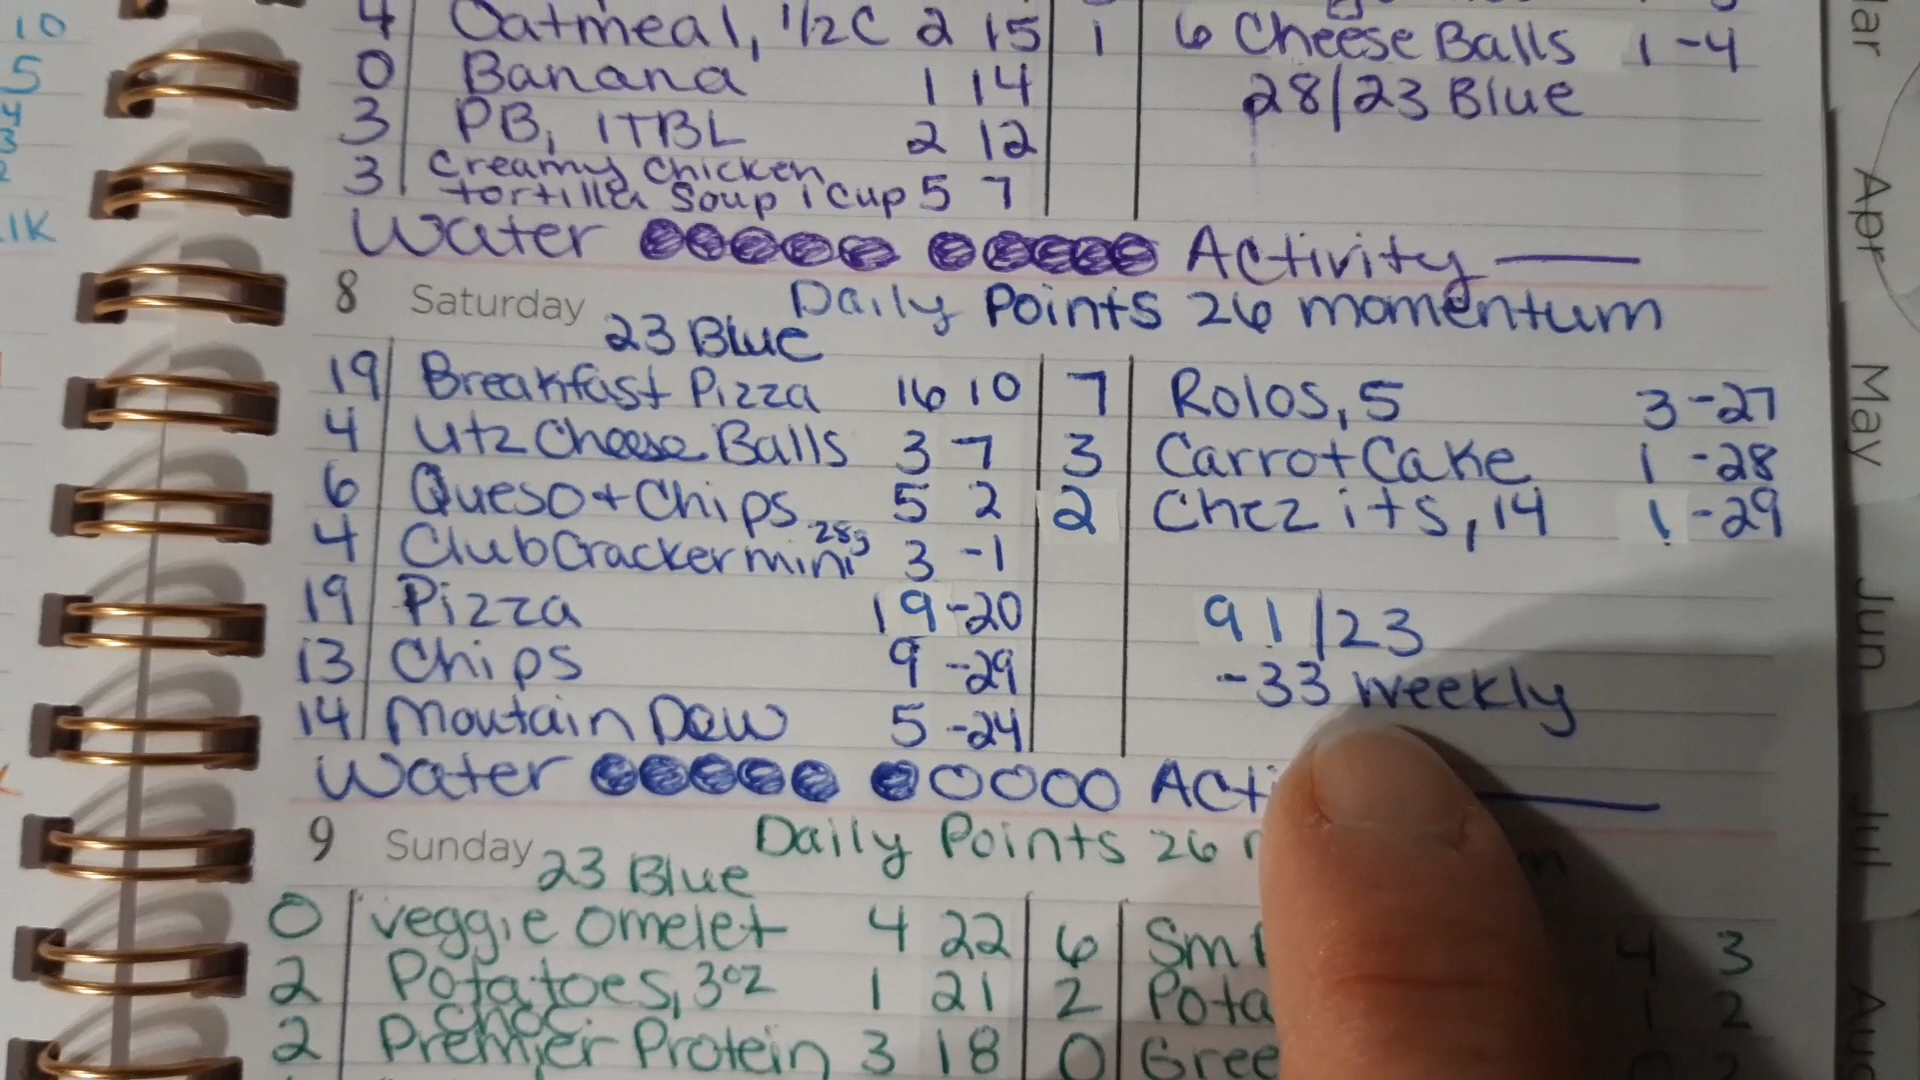 10
5
4
3
2
.1K
4 Oatmeal, 1/2 C 2 15 1 6 Cheese Balls 1 -4
0 Banana 1 14 28/23 Blue
3 PB, 1TBL 2 12
3 Creamy Chicken
tortilla Soup 1 cup 5 7
Water Activity
8 Saturday Daily Points 26 momentum
23 Blue
19 Breakfast Pizza 16 10 7 Rolos, 5 3 -27
4 Utz Cheese Balls 3 7 3 Carrot Cake 1 -28
6 Queso + Chips 5 2 2 Chez its, 14 1 -29
4 Club Cracker mini 28g 3 -1
19 Pizza 19 -20 91/23
13 Chips 9 -29 -33 weekly
14 Moutain Dew 5 -24
Water Acti
9 Sunday Daily Points 26
23 Blue
0 veggie omelet 4 22 6 Sm 4 3
2 Potatoes, 3oz 1 21 2 Pota 1 2
Choc.
2 Premier Protein 3 18 0 Gree
Mar
Apr
May
Jun
Jul
Aug